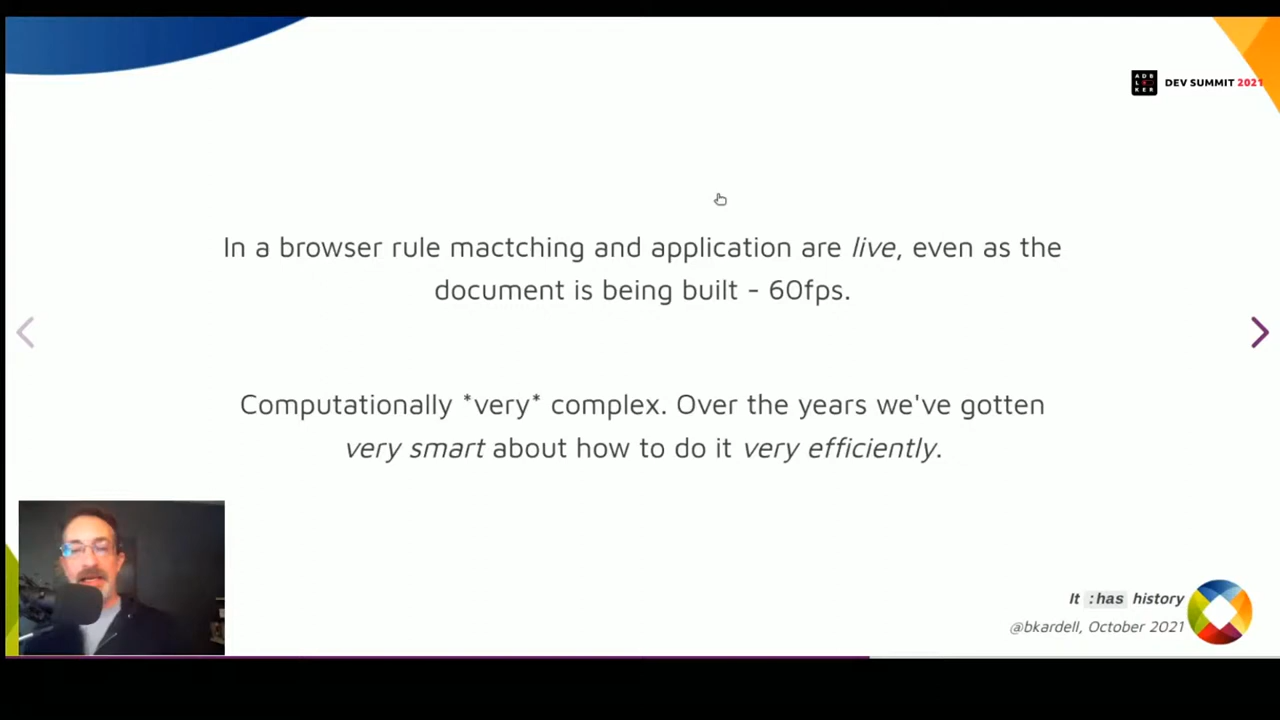 ADB
L KER
DEV SUMMIT 2021
In a browser rule mactching and application are live, even as the
document is being built - 60fps.
Computationally *very* complex. Over the years we've gotten
very smart about how to do it very efficiently.
It :has history
@bkardell, October 2021